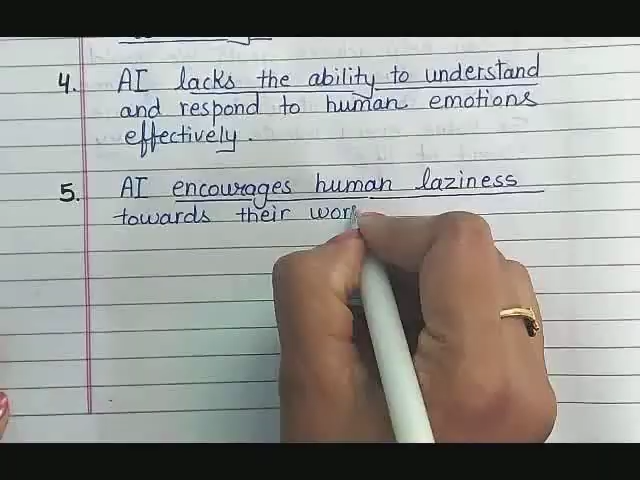 4. AI lacks the ability to understand
and respond to human emotions
effectively.
5. AI encourages human laziness
towards their wor